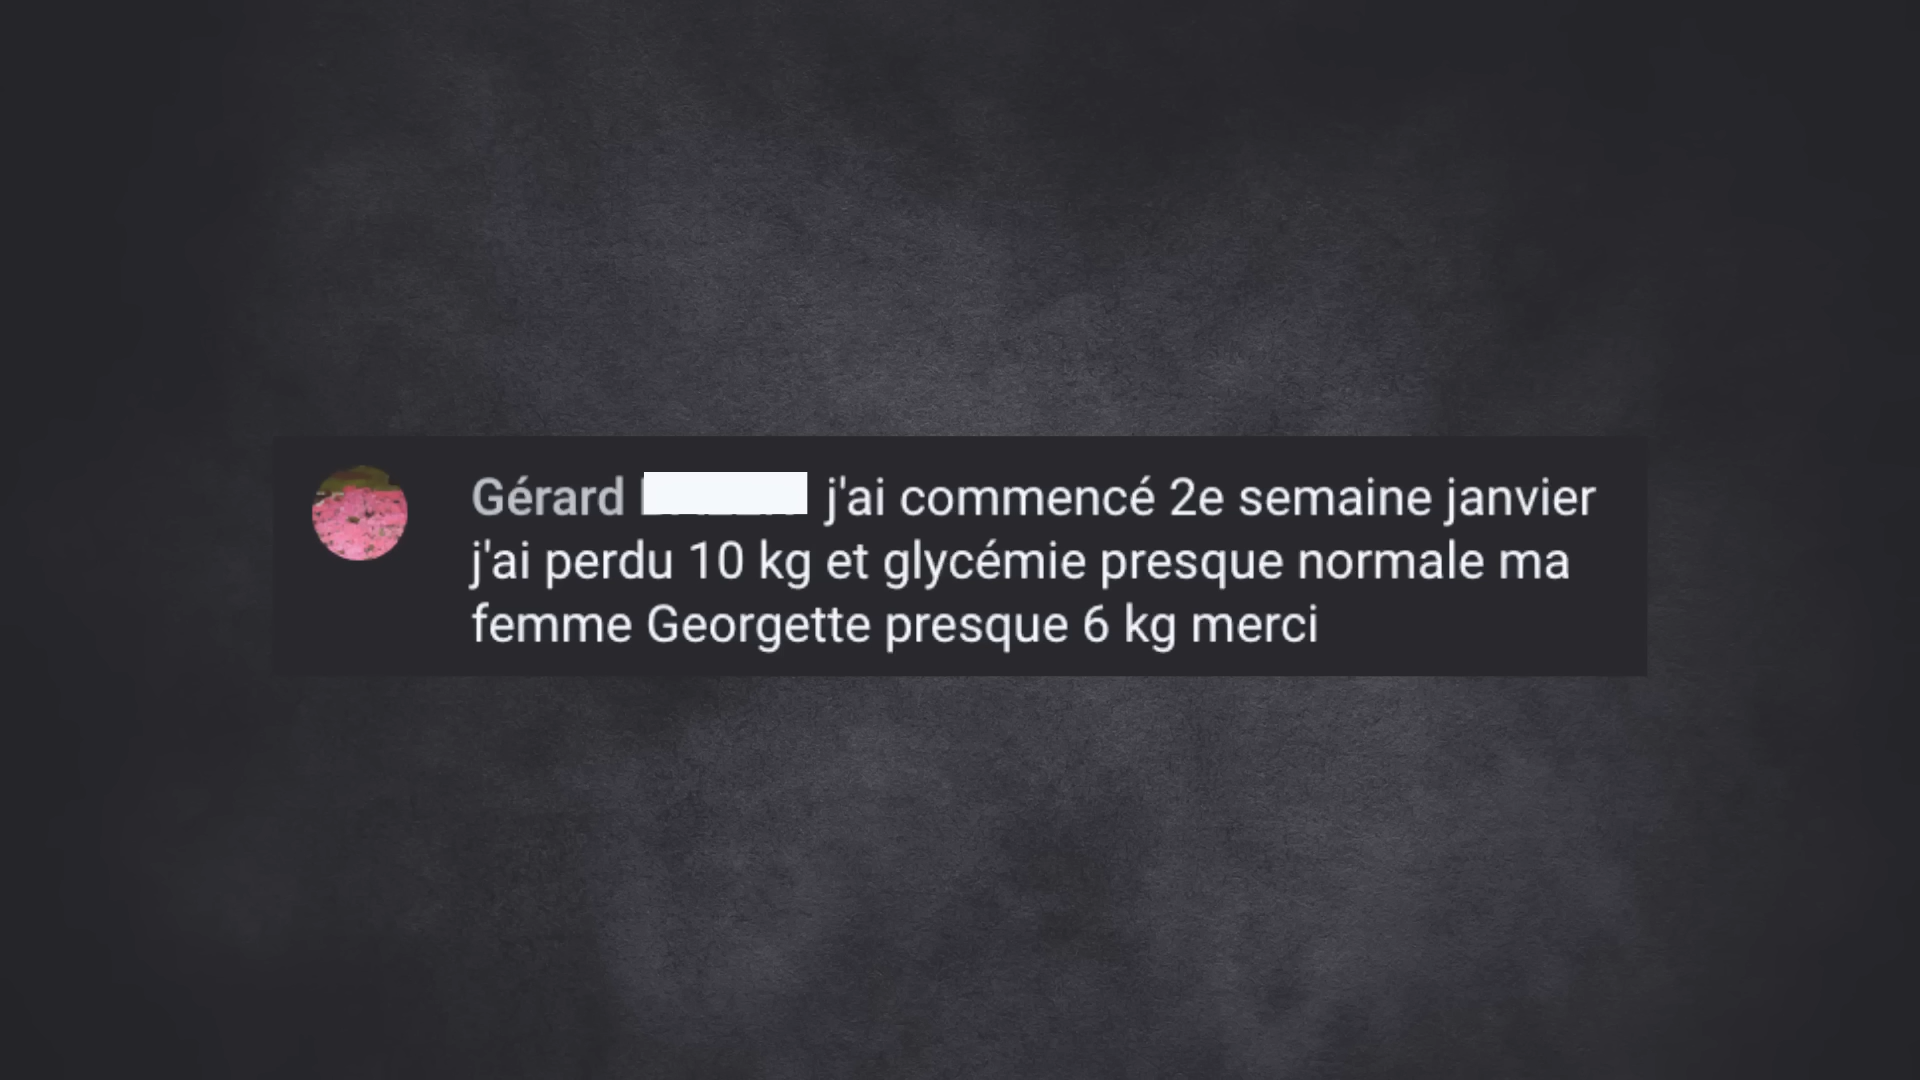 Gérard j'ai commencé 2e semaine janvier
j'ai perdu 10 kg et glycémie presque normale ma
femme Georgette presque 6 kg merci